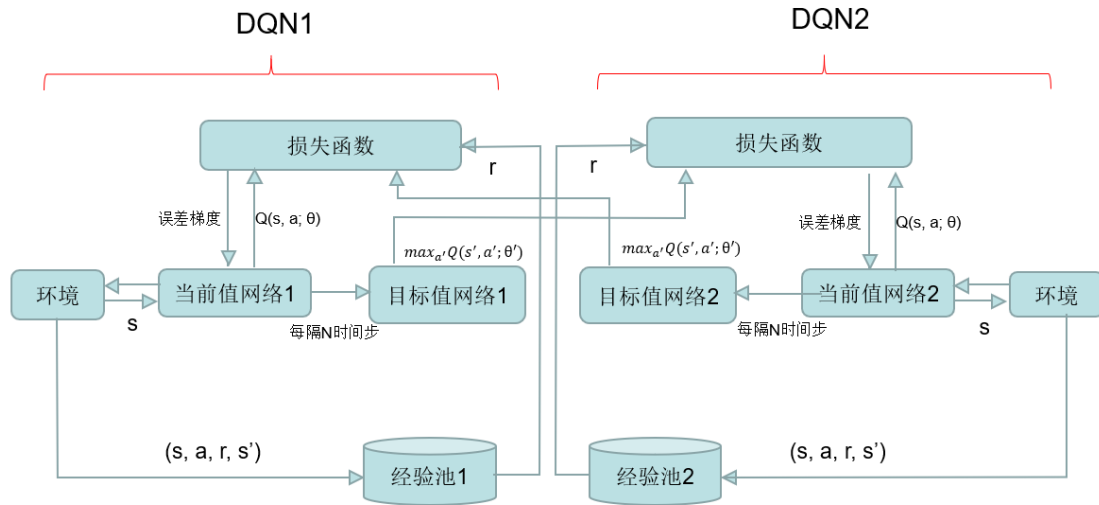 DQN1
DQN2
损失函数
损失函数
r
r
误差梯度
Q(s, a; θ)
误差梯度
Q(s, a; θ)
max_a′Q(s′, a′; θ′)
max_a′Q(s′, a′; θ′)
环境
当前值网络1
目标值网络1
目标值网络2
当前值网络2
环境
s
每隔N时间步
每隔N时间步
s
(s, a, r, s’)
(s, a, r, s’)
经验池1
经验池2